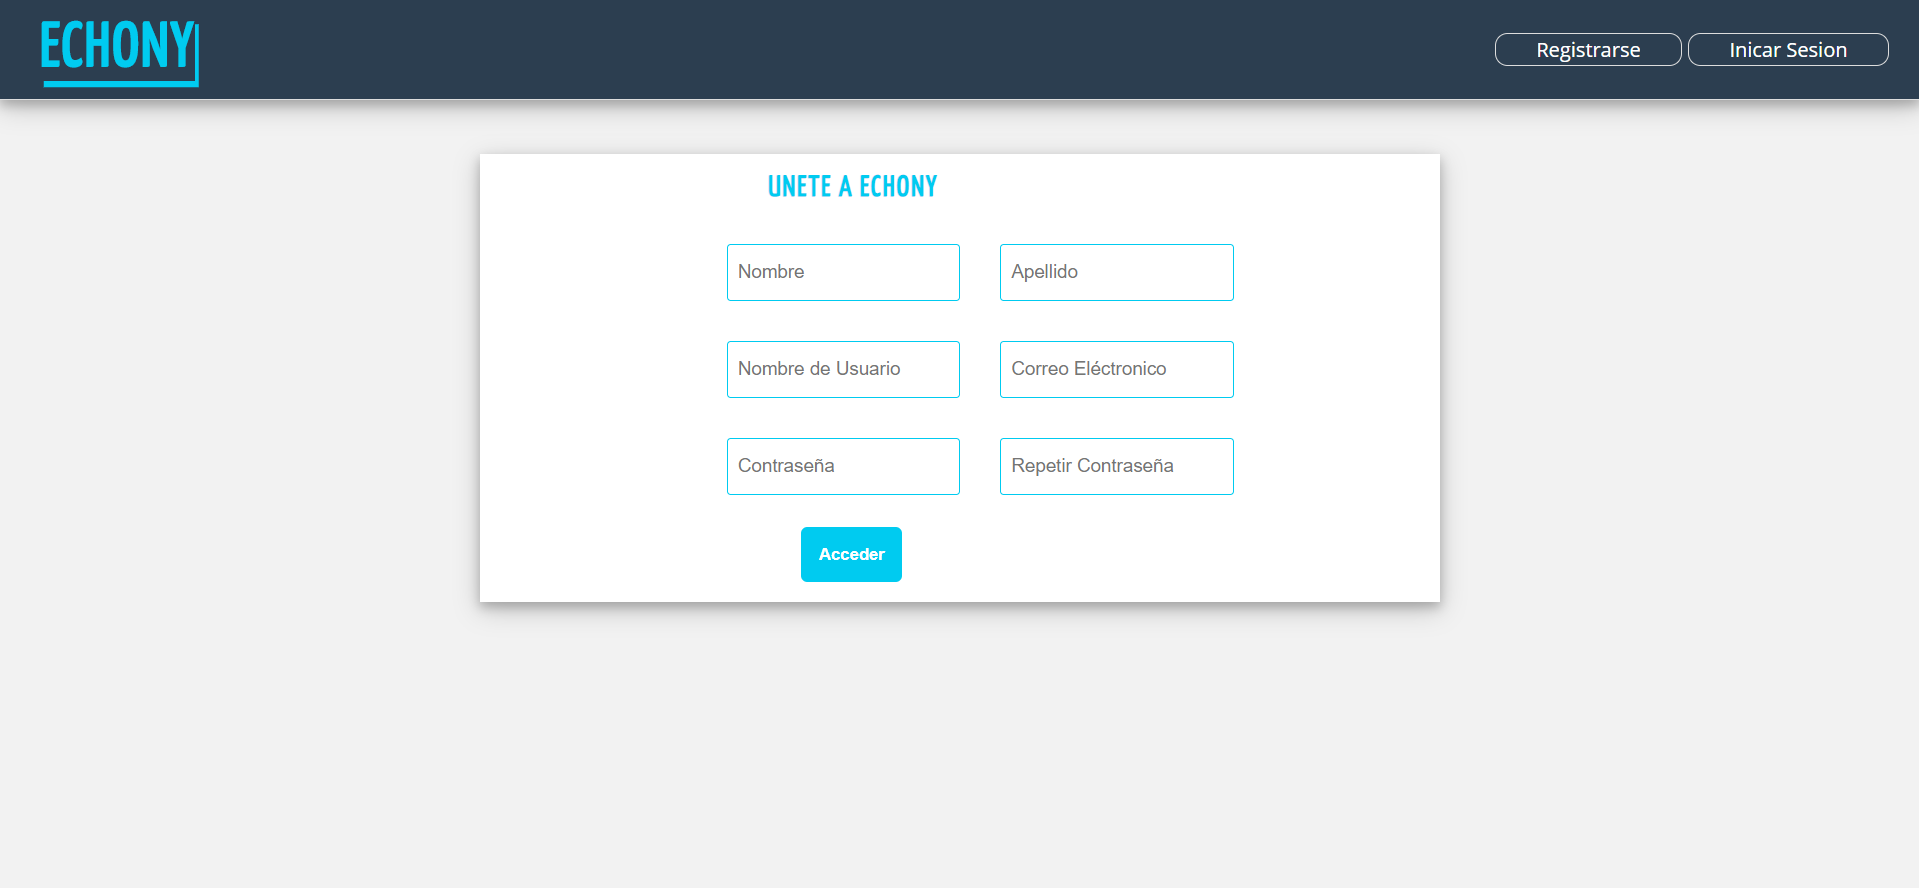 ECHONY
Registrarse
Inicar Sesion
UNETE A ECHONY
Nombre
Apellido
Nombre de Usuario
Correo Eléctronico
Contraseña
Repetir Contraseña
Acceder